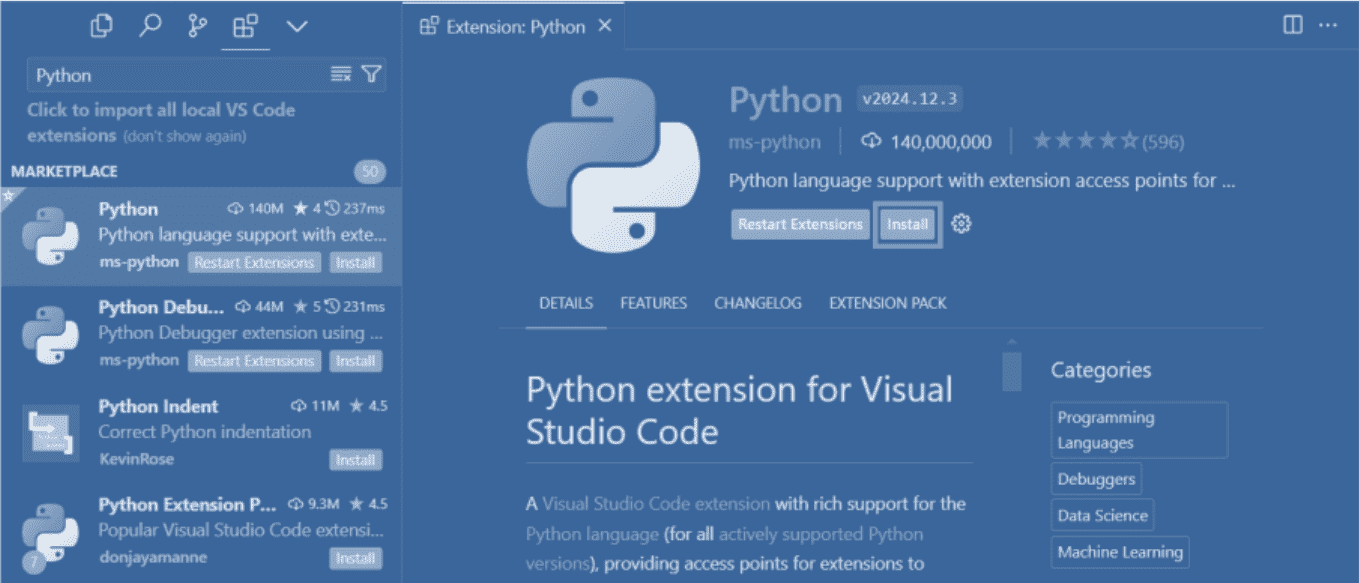 Extension: Python
Python
Click to import all local VS Code
extensions (don't show again)
MARKETPLACE 50
Python 140M 4 237ms
Python language support with exte...
ms-python Restart Extensions Install
Python Debu... 44M 5 231ms
Python Debugger extension using ...
ms-python Restart Extensions Install
Python Indent 11M 4.5
Correct Python indentation
KevinRose Install
Python Extension P... 9.3M 4.5
Popular Visual Studio Code extensi...
donjayamanne Install
7
Python v2024.12.3
ms-python 140,000,000 (596)
Python language support with extension access points for ...
Restart Extensions Install
DETAILS FEATURES CHANGELOG EXTENSION PACK
Python extension for Visual
Studio Code
A Visual Studio Code extension with rich support for the
Python language (for all actively supported Python
versions), providing access points for extensions to
Categories
Programming
Languages
Debuggers
Data Science
Machine Learning